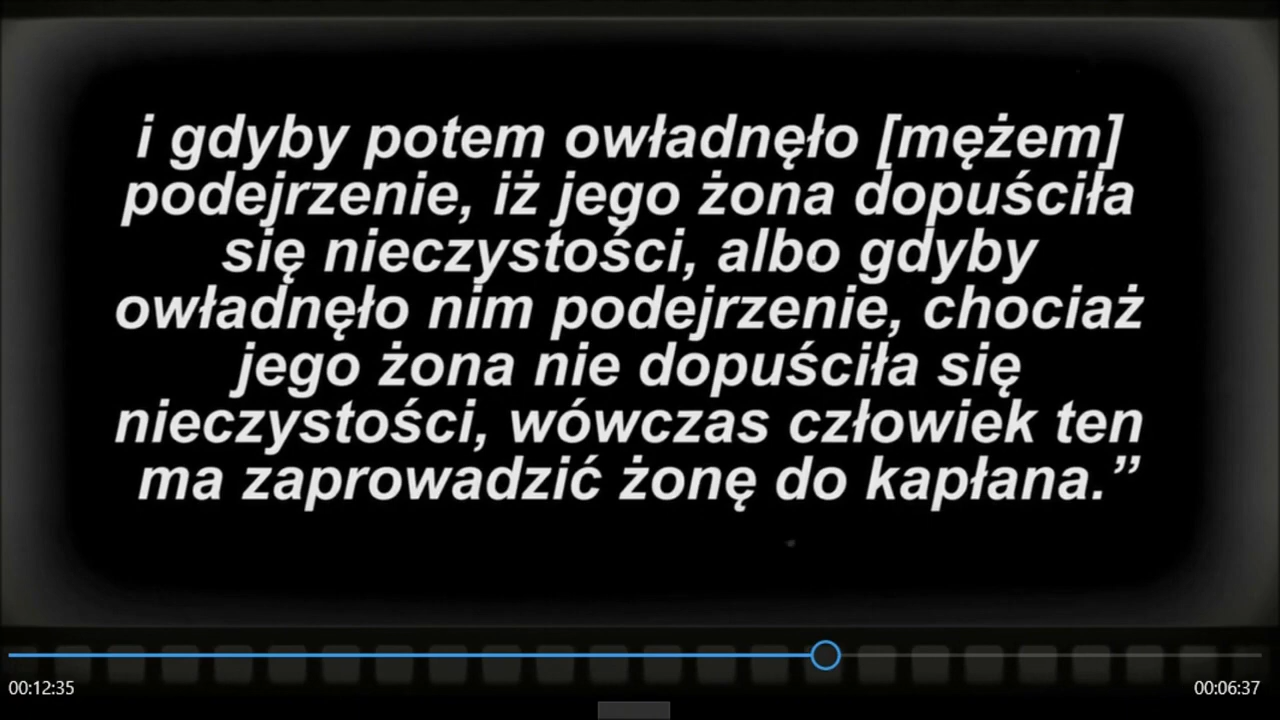 i gdyby potem owładnęło [mężem]
podejrzenie, iż jego żona dopuściła
się nieczystości, albo gdyby
owładnęło nim podejrzenie, chociaż
jego żona nie dopuściła się
nieczystości, wówczas człowiek ten
ma zaprowadzić żonę do kapłana.”
00:12:35
00:06:37